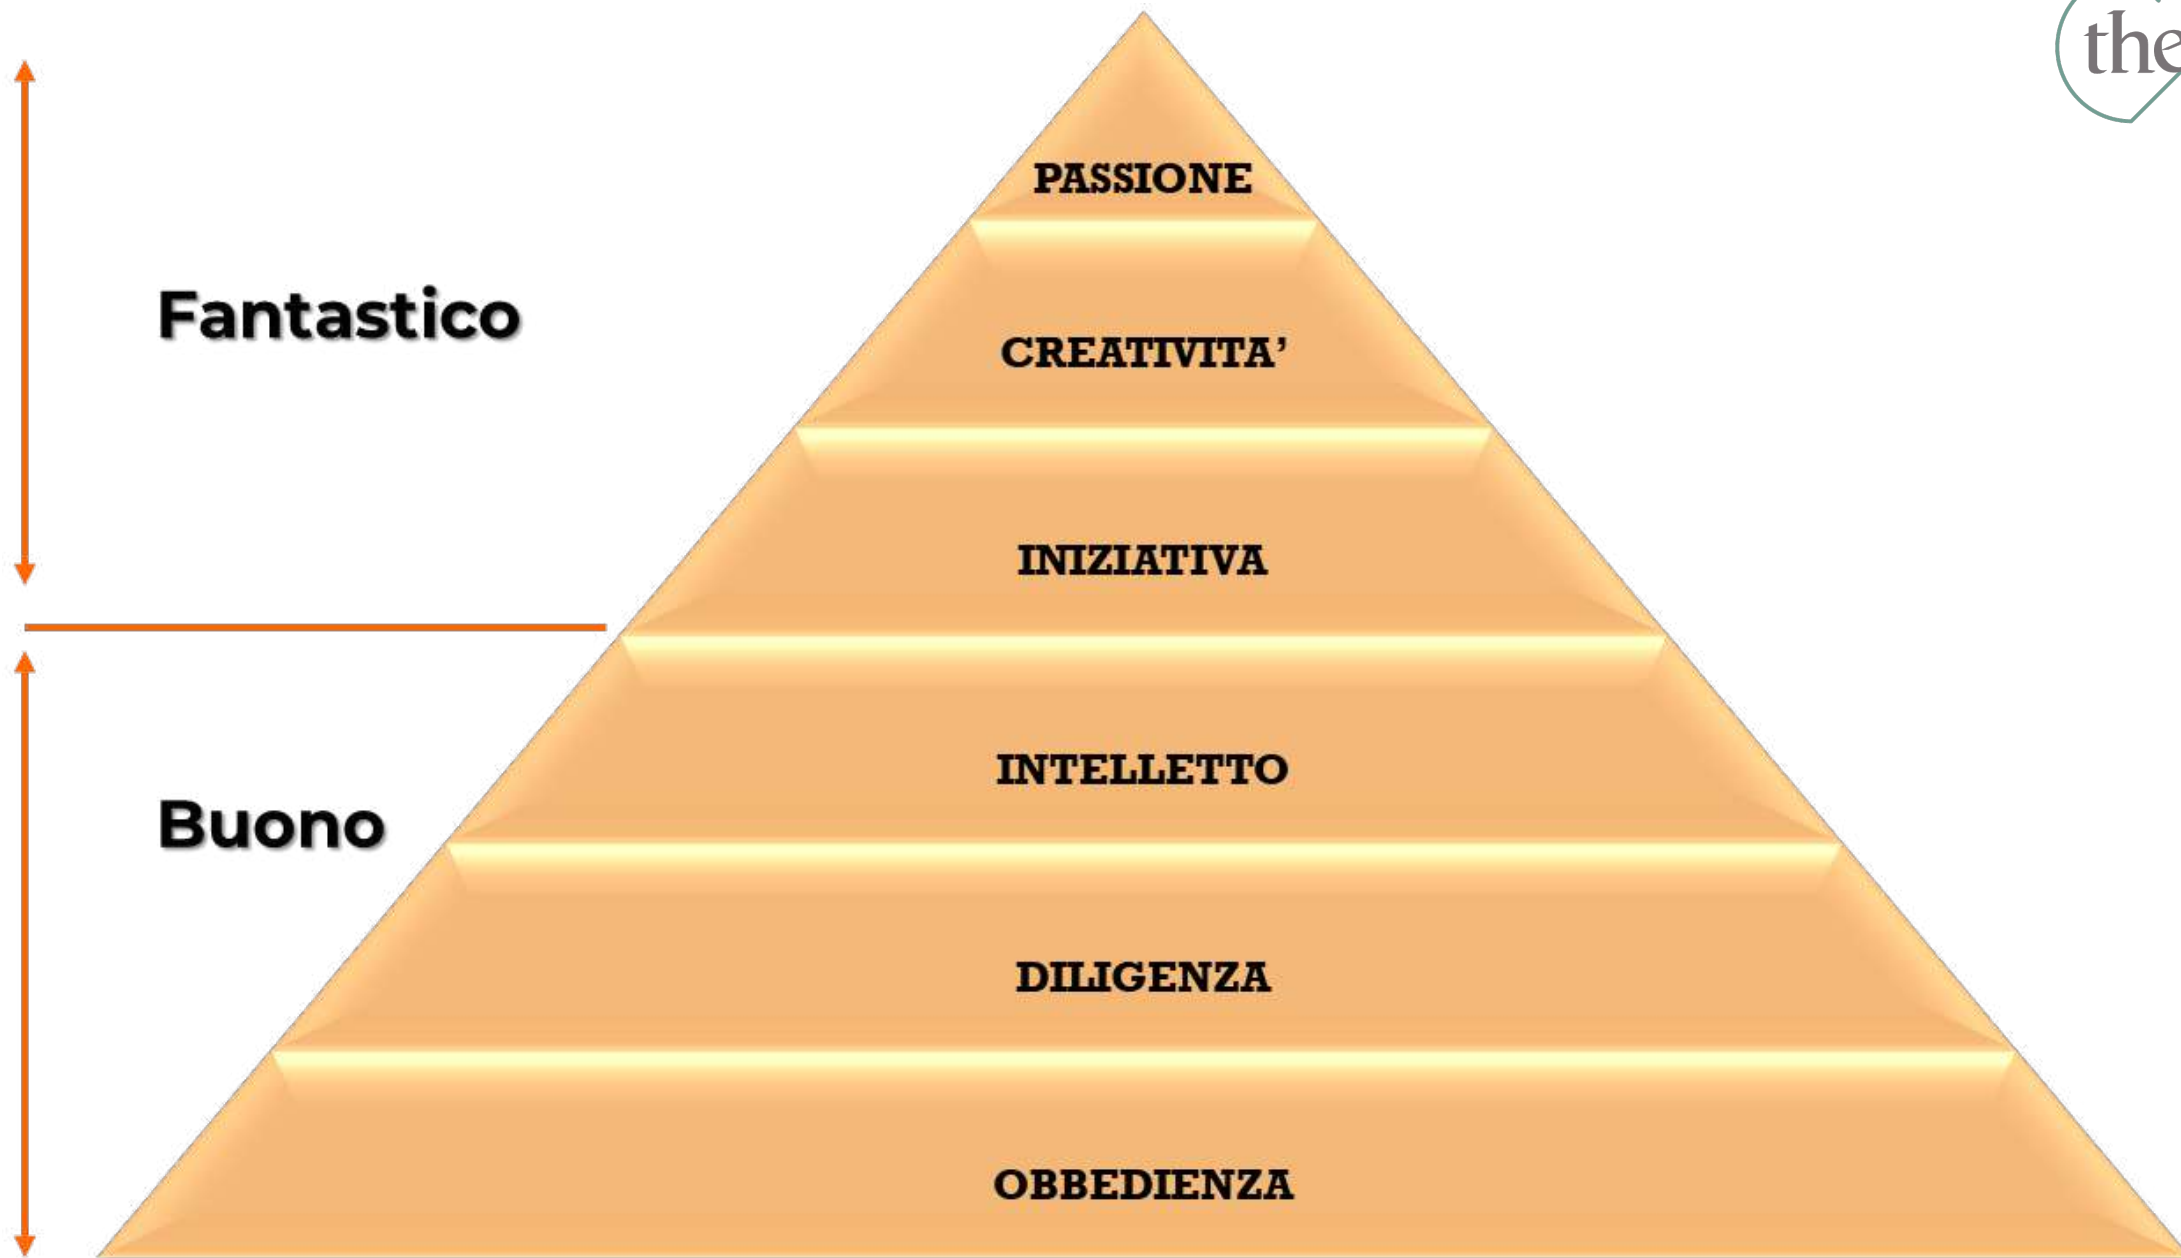 the
PASSIONE
Fantastico
CREATIVITA’
INIZIATIVA
INTELLETTO
Buono
DILIGENZA
OBBEDIENZA